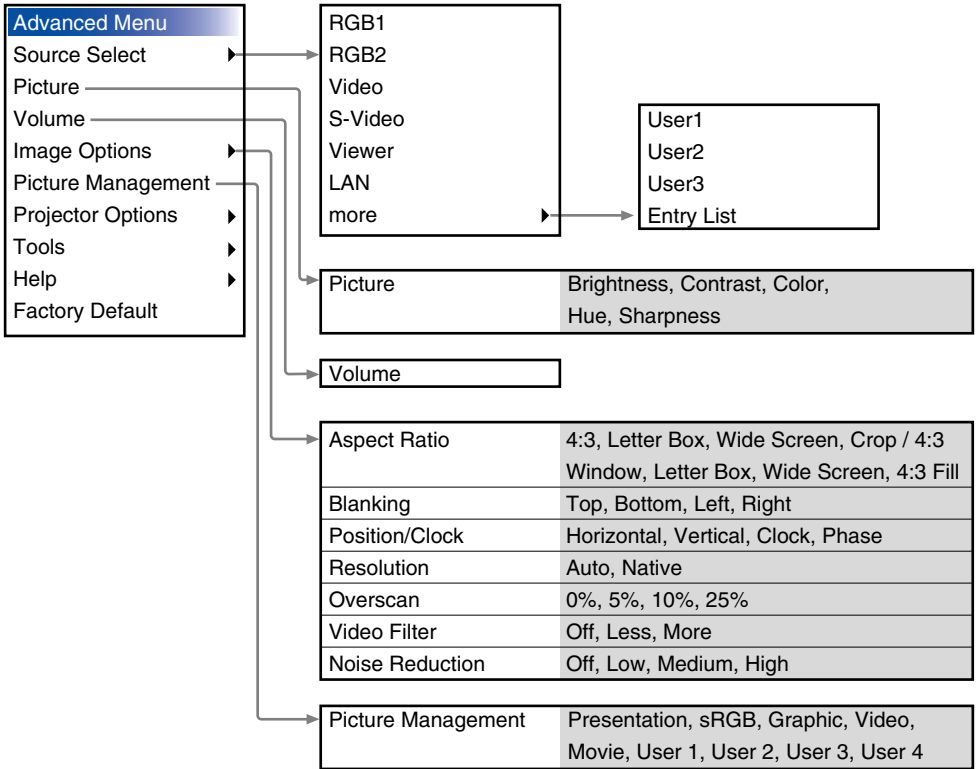 Advanced Menu
Source Select
Picture
Volume
Image Options
Picture Management
Projector Options
Tools
Help
Factory Default
RGB1
RGB2
Video
S-Video
Viewer
LAN
more
User1
User2
User3
Entry List
Picture Brightness, Contrast, Color,
Hue, Sharpness
Volume
Aspect Ratio 4:3, Letter Box, Wide Screen, Crop / 4:3
Window, Letter Box, Wide Screen, 4:3 Fill
Blanking Top, Bottom, Left, Right
Position/Clock Horizontal, Vertical, Clock, Phase
Resolution Auto, Native
Overscan 0%, 5%, 10%, 25%
Video Filter Off, Less, More
Noise Reduction Off, Low, Medium, High
Picture Management Presentation, sRGB, Graphic, Video,
Movie, User 1, User 2, User 3, User 4